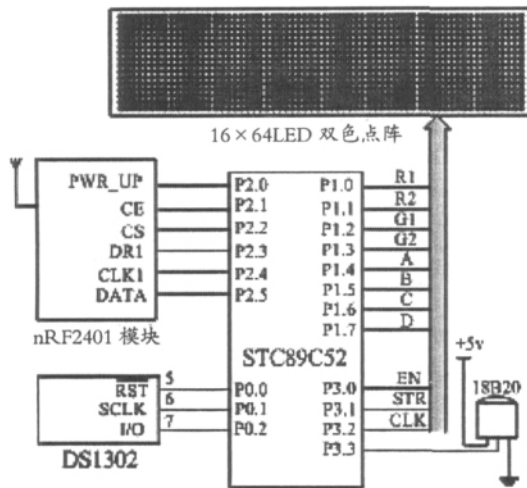 16×64LED 双色点阵
PWR_UP
CE
CS
DR1
CLK1
DATA
nRF2401 模块
P2.0
P2.1
P2.2
P2.3
P2.4
P2.5
P1.0
P1.1
P1.2
P1.3
P1.4
P1.5
P1.6
P1.7
R1
R2
G1
G2
A
B
C
D
STC89C52
RST
SCLK
I/O
5
6
7
DS1302
P0.0
P0.1
P0.2
P3.0
P3.1
P3.2
P3.3
EN
STR
CLK
+5v
18B20